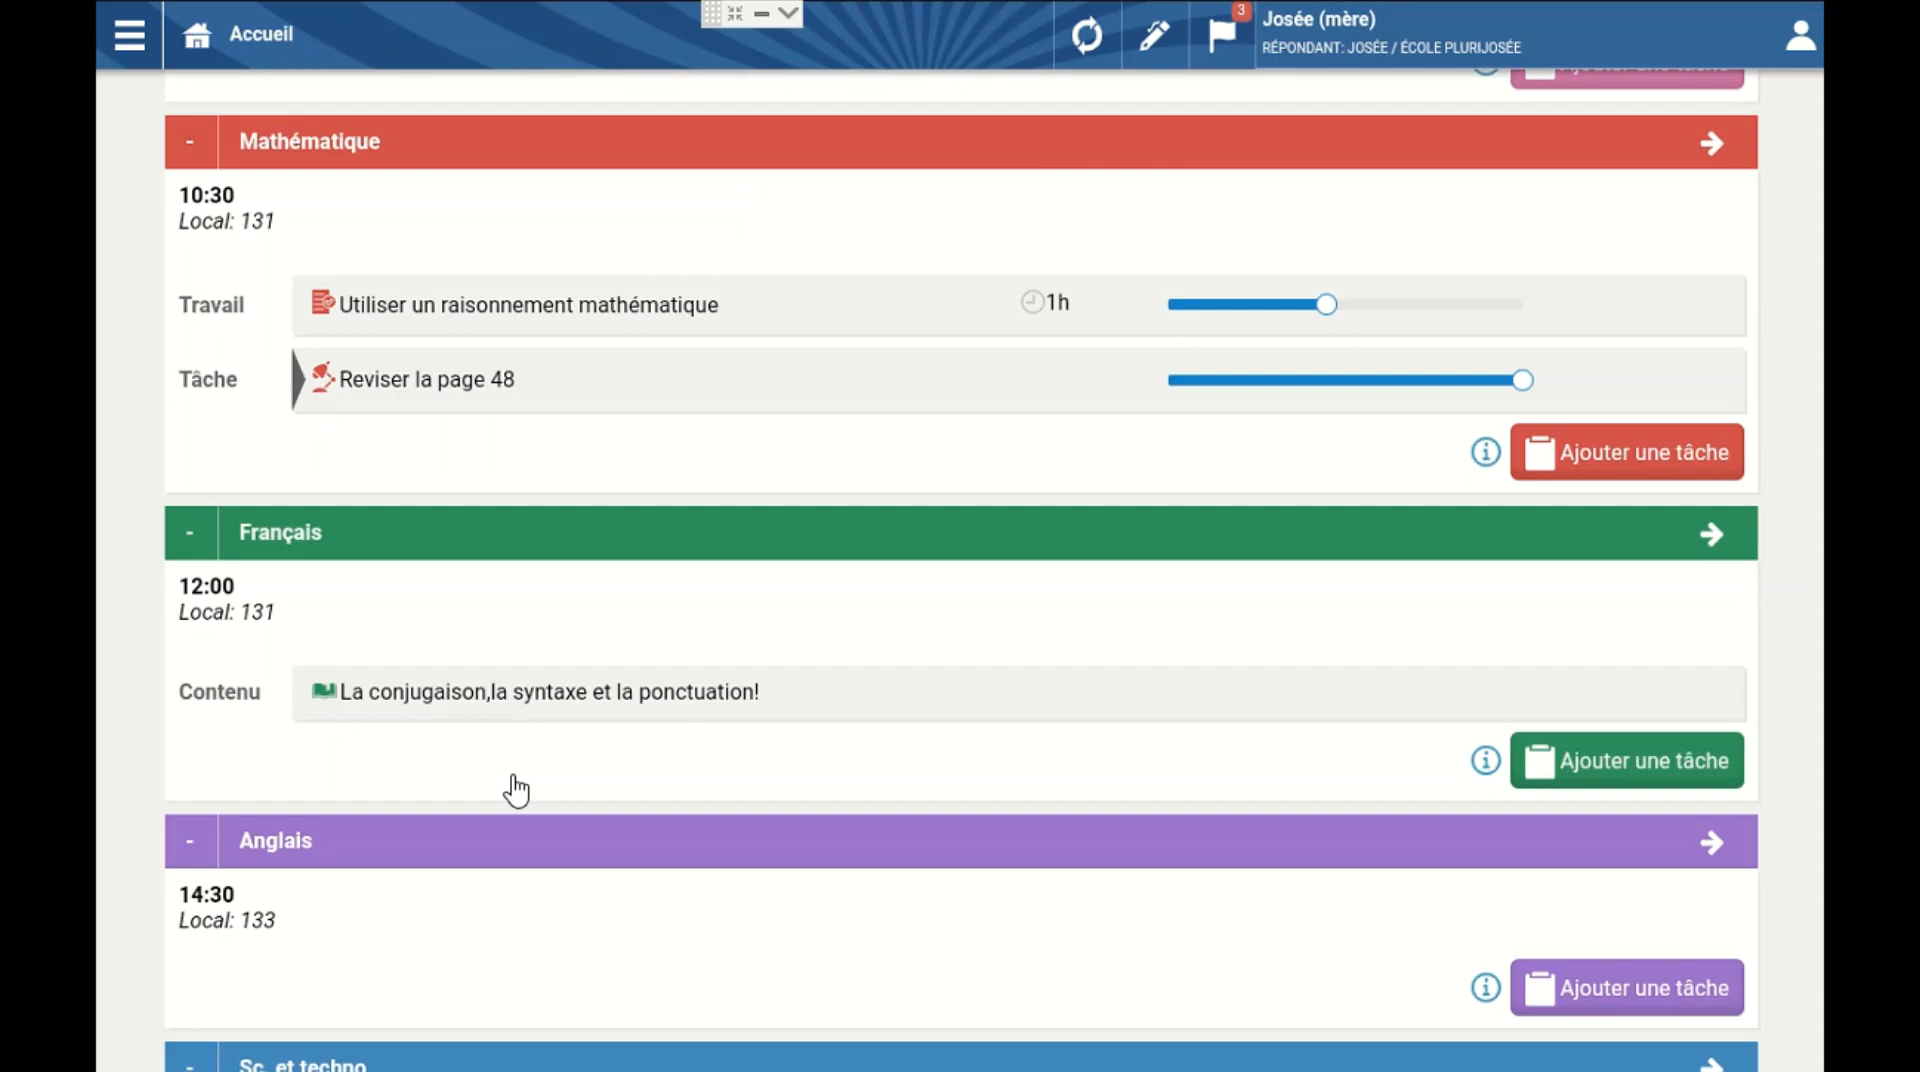 Accueil
3
Josée (mère)
RÉPONDANT: JOSÉE / ÉCOLE PLURIJOSÉE
- Mathématique
10:30
Local: 131
Travail Utiliser un raisonnement mathématique 1h
Tâche Reviser la page 48
Ajouter une tâche
- Français
12:00
Local: 131
Contenu La conjugaison,la syntaxe et la ponctuation!
Ajouter une tâche
- Anglais
14:30
Local: 133
Ajouter une tâche
- Sc. et techno